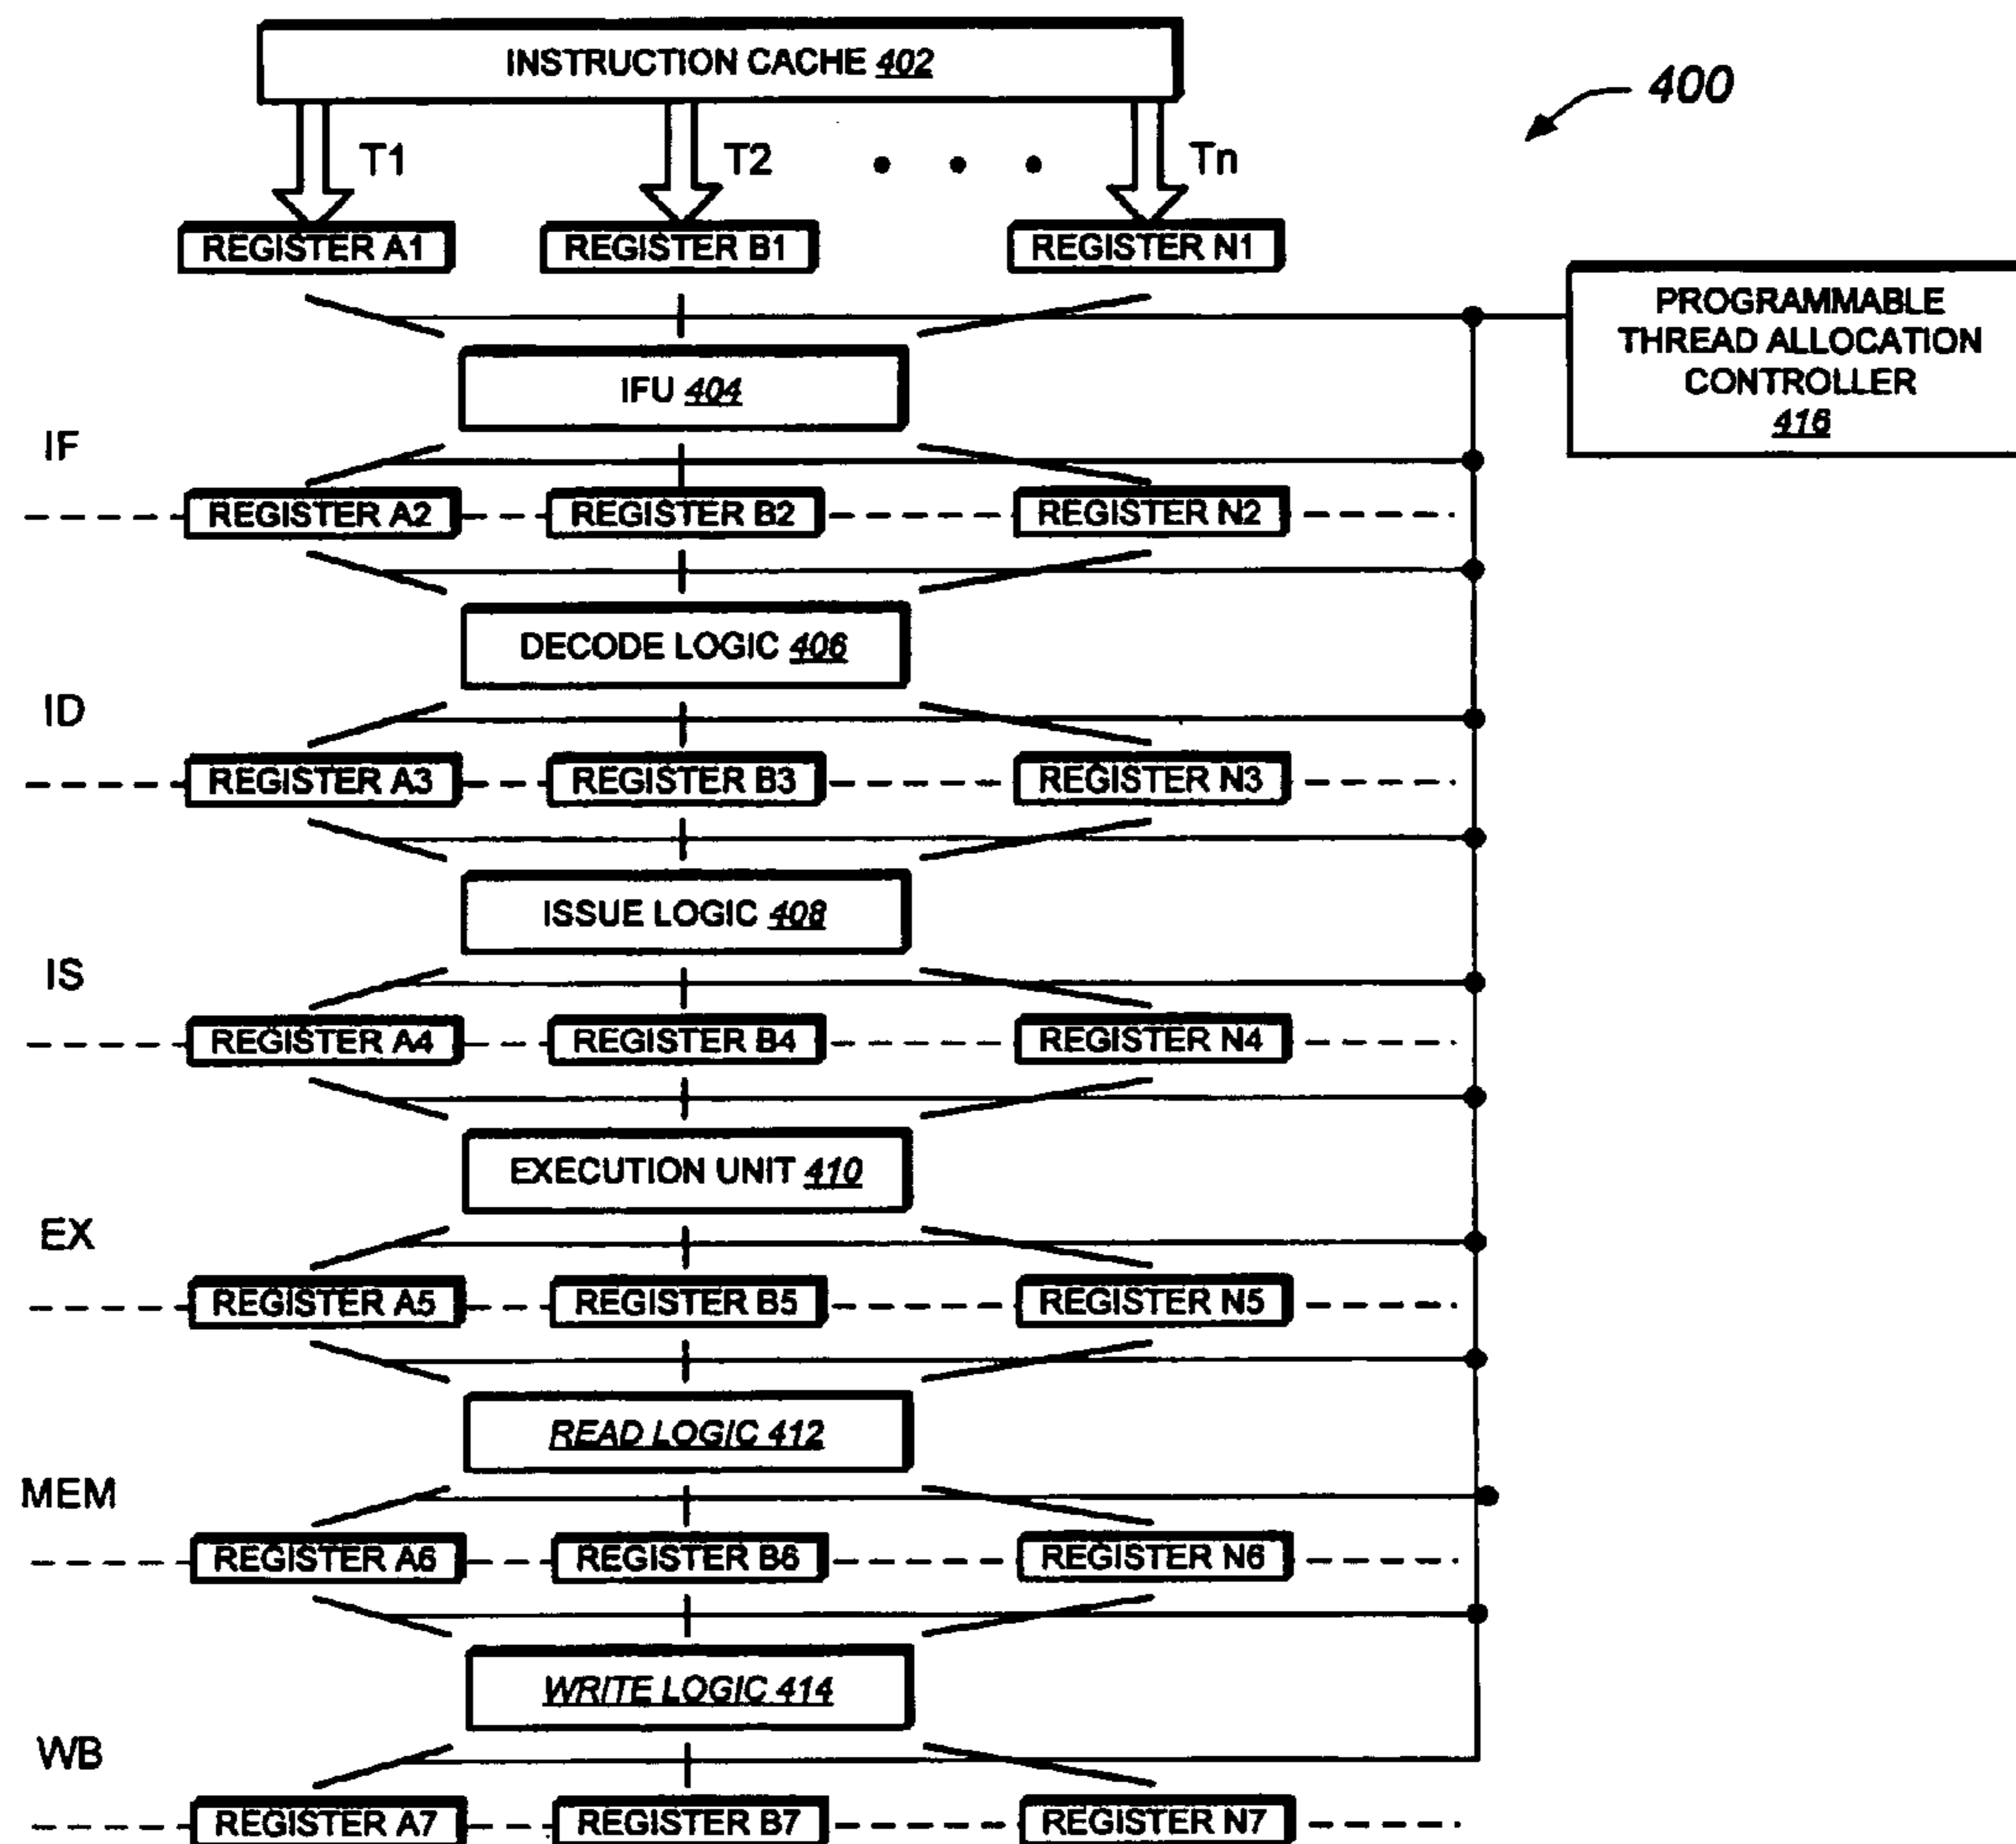 INSTRUCTION CACHE 402
400
T1 T2 Tn
REGISTER A1 REGISTER B1 REGISTER N1
PROGRAMMABLE
THREAD ALLOCATION
CONTROLLER
416
IFU 404
IF
REGISTER A2 REGISTER B2 REGISTER N2
DECODE LOGIC 406
ID
REGISTER A3 REGISTER B3 REGISTER N3
ISSUE LOGIC 408
IS
REGISTER A4 REGISTER B4 REGISTER N4
EXECUTION UNIT 410
EX
REGISTER A5 REGISTER B5 REGISTER N5
READ LOGIC 412
MEM
REGISTER A6 REGISTER B6 REGISTER N6
WRITE LOGIC 414
WB
REGISTER A7 REGISTER B7 REGISTER N7